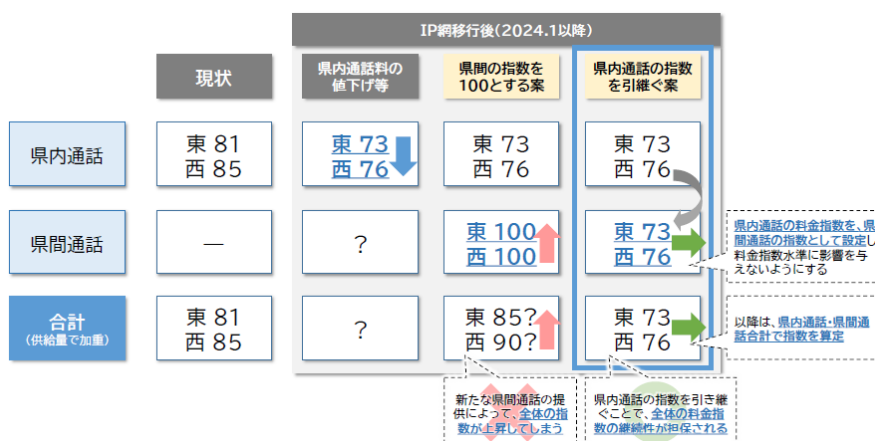 IP網移行後(2024.1以降)
現状
県内通話料の
値下げ等
県間の指数を
100とする案
県内通話の指数
を引継ぐ案
県内通話
東 81
西 85
東 73
西 76
東 73
西 76
東 73
西 76
県間通話
―
?
東 100
西 100
東 73
西 76
県内通話の料金指数を、県
間通話の指数として設定し
料金指数水準に影響を与
えないようにする
合計
(供給量で加重)
東 81
西 85
?
東 85?
西 90?
東 73
西 76
以降は、県内通話・県間通
話合計で指数を算定
新たな県間通話の提
供によって、全体の指
数が上昇してしまう
県内通話の指数を引き継
ぐことで、全体の料金指
数の継続性が担保される